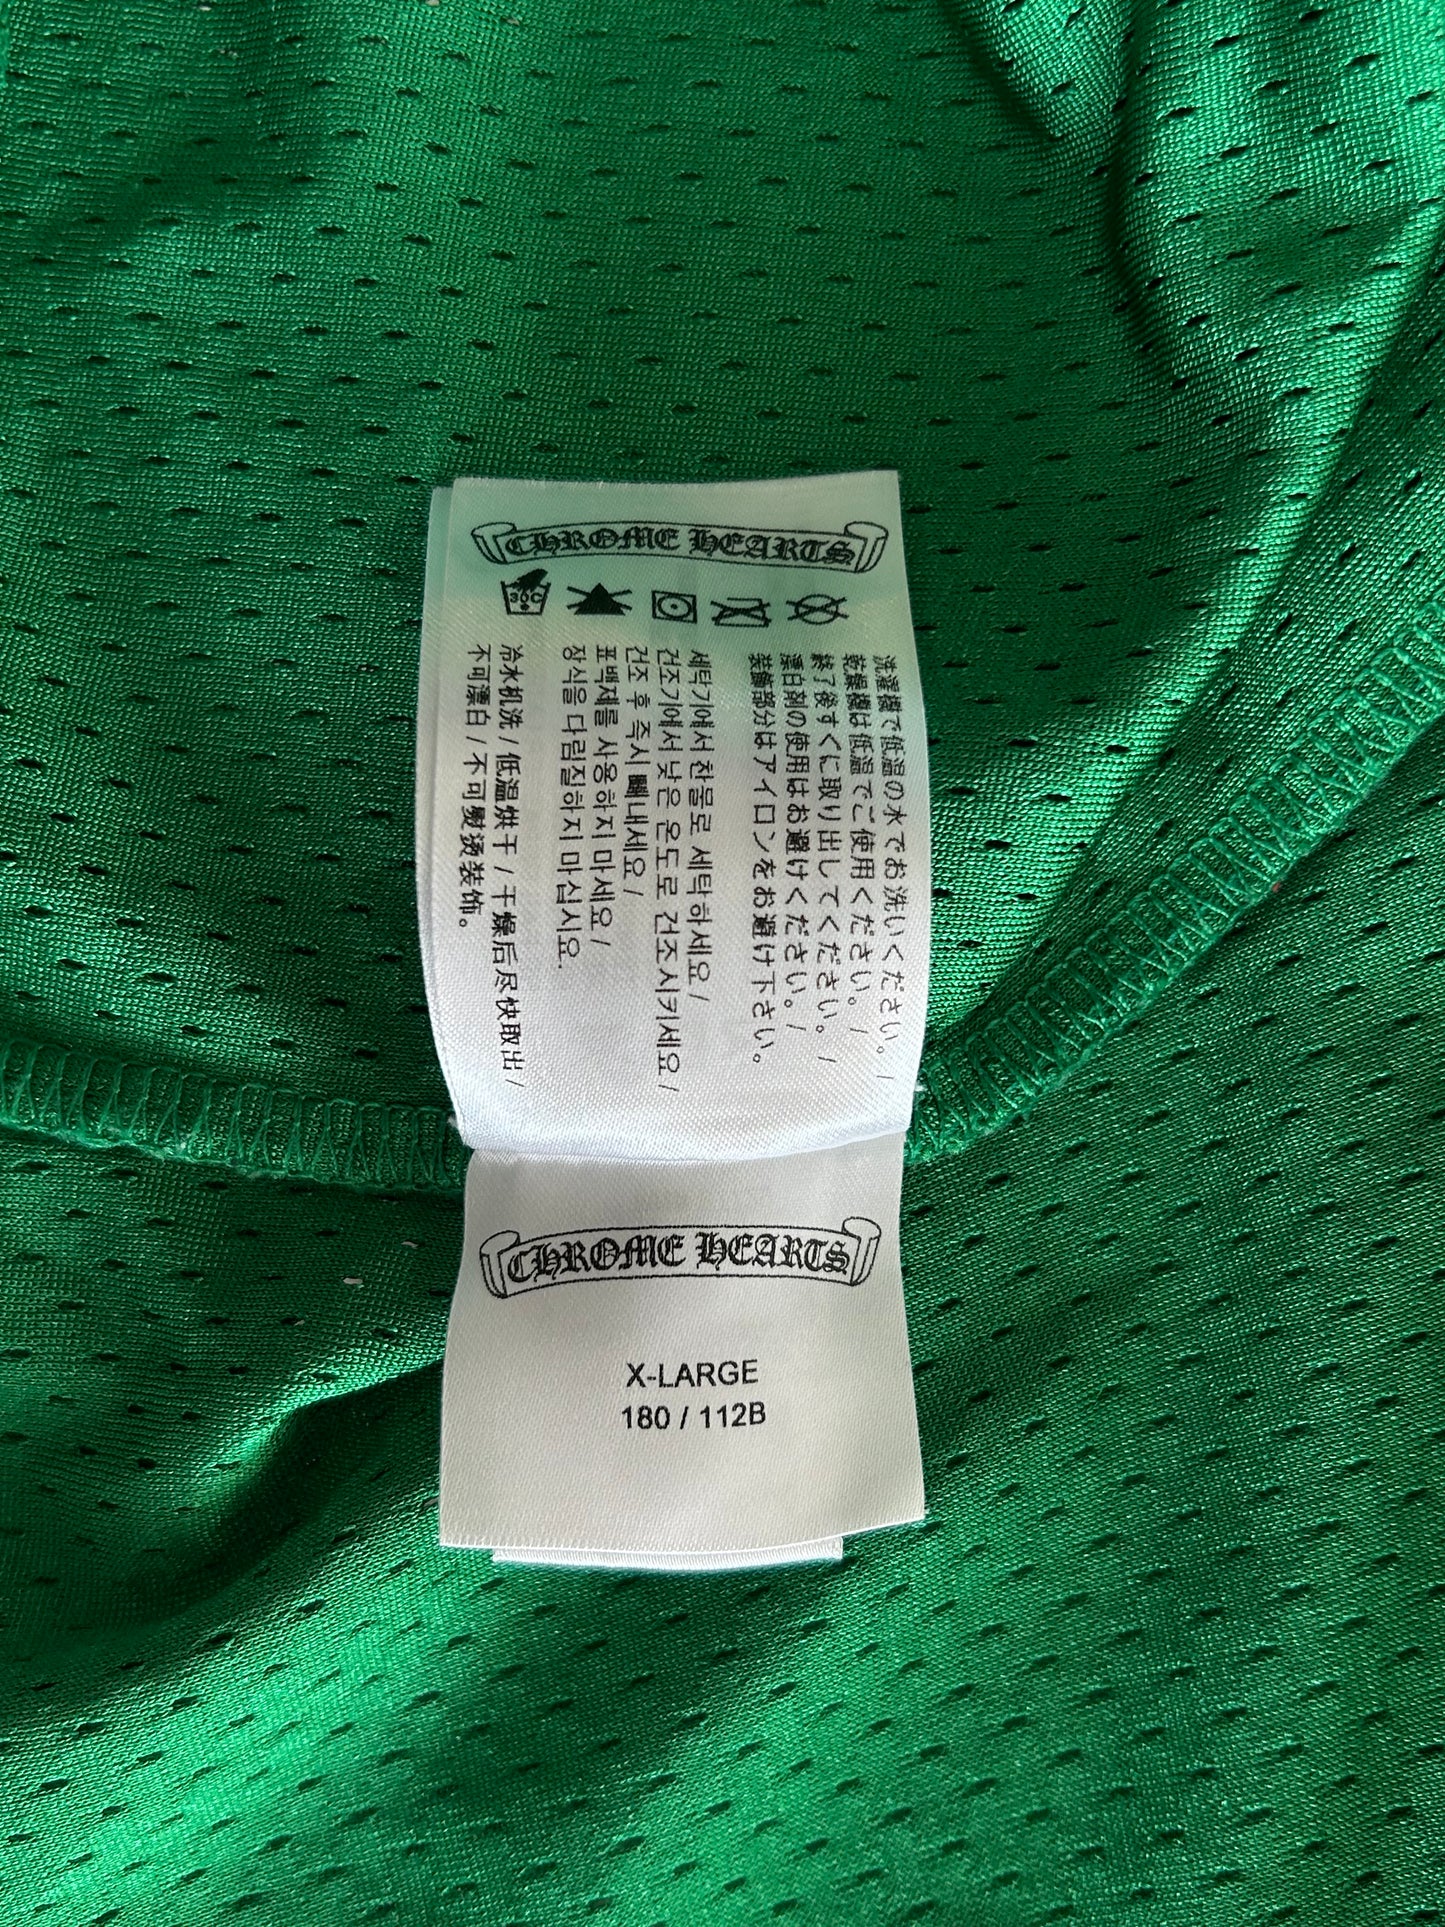 CHROME HEARTS
30C
洗濯機で低温の水でお洗いください。/
乾燥機は低温でご使用ください。/
終了後すぐに取り出してください。/
漂白剤の使用はお避けください。/
装飾部分はアイロンをお避け下さい。
세탁기에서 찬물로 세탁하세요 /
건조기에서 낮은 온도로 건조시키세요 /
건조 후 즉시 빼내세요 /
표백제를 사용하지 마세요 /
장식을 다림질하지 마십시요.
冷水机洗 / 低温烘干 / 干燥后尽快取出 /
不可漂白 / 不可熨烫装饰。
CHROME HEARTS
X-LARGE
180 / 112B